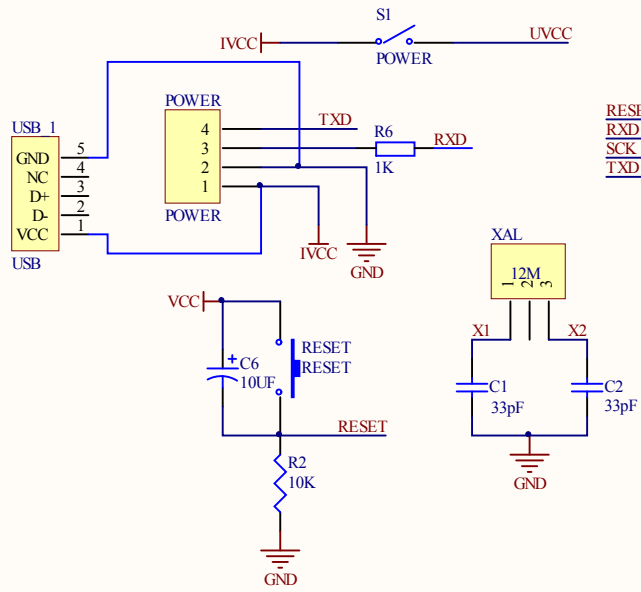 S1
IVCC
UVCC
POWER
POWER
4
TXD
3
R6
RXD
2
1K
1
POWER
IVCC
GND
USB_1
GND
5
NC
4
D+
3
D-
2
VCC
1
USB
RXD
SCK
TXD
XAL
12M
1
2
3
X1
X2
C1
33pF
C2
33pF
GND
VCC
C6
10UF
RESET
RESET
RESET
R2
10K
GND